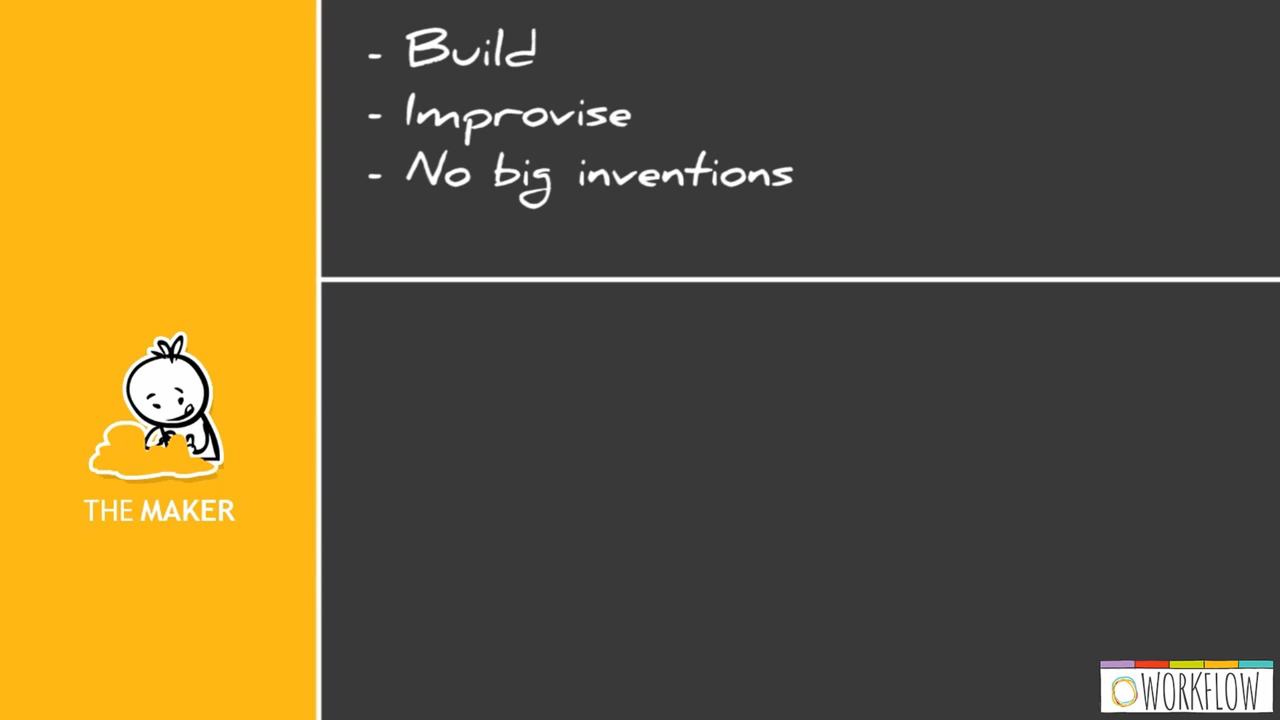 - Build
- Improvise
- No big inventions
THE MAKER
WORKFLOW